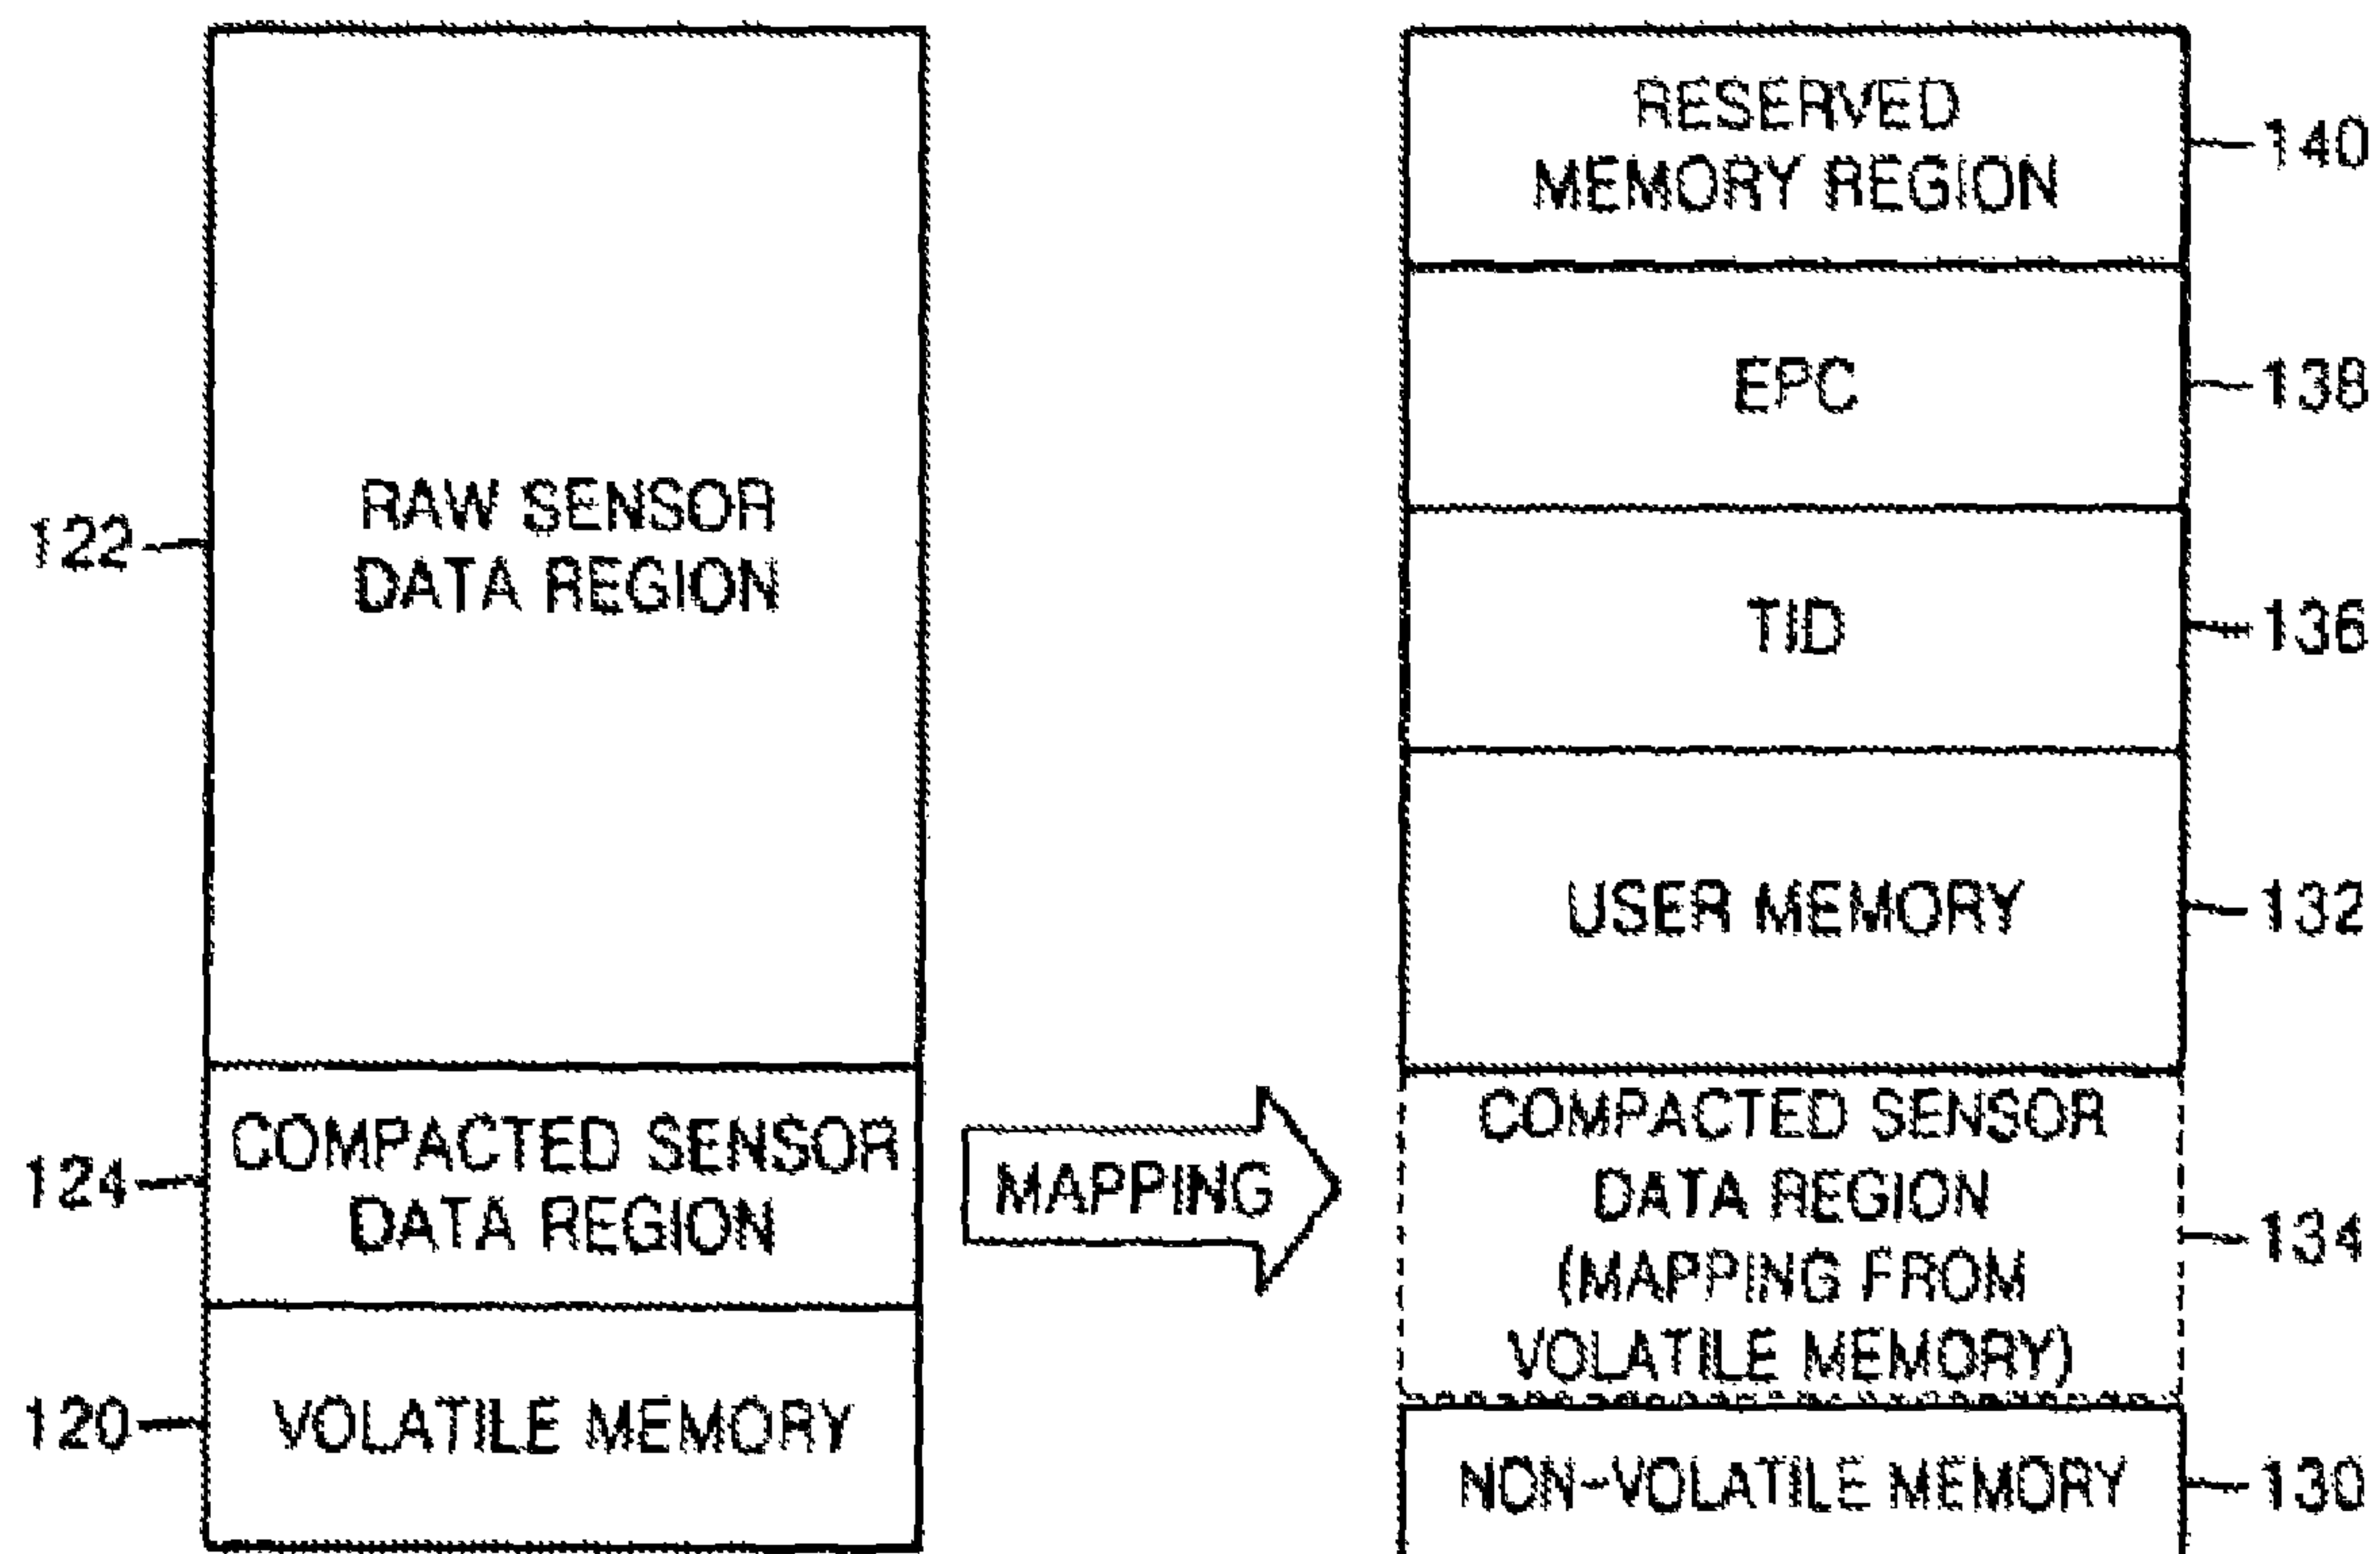 122
RAW SENSOR
DATA REGION
124
COMPACTED SENSOR
DATA REGION
120
VOLATILE MEMORY
MAPPING
RESERVED
MEMORY REGION
140
EPC
138
TID
136
USER MEMORY
132
COMPACTED SENSOR
DATA REGION
(MAPPING FROM
VOLATILE MEMORY)
134
NON-VOLATILE MEMORY
130